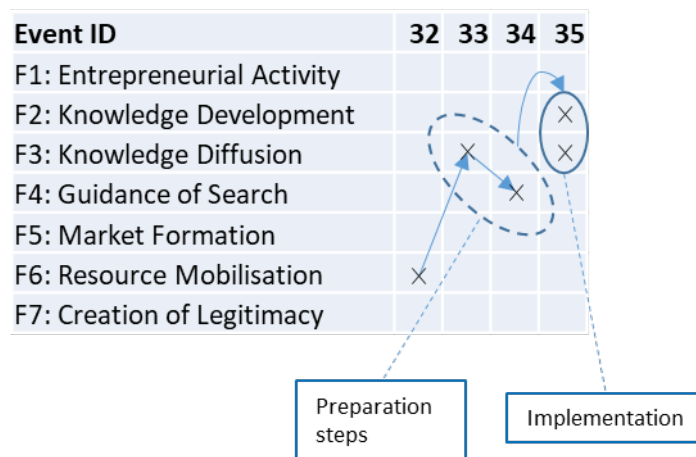 Event ID 32 33 34 35
F1: Entrepreneurial Activity
F2: Knowledge Development ×
F3: Knowledge Diffusion × ×
F4: Guidance of Search ×
F5: Market Formation
F6: Resource Mobilisation ×
F7: Creation of Legitimacy
Preparation
steps
Implementation